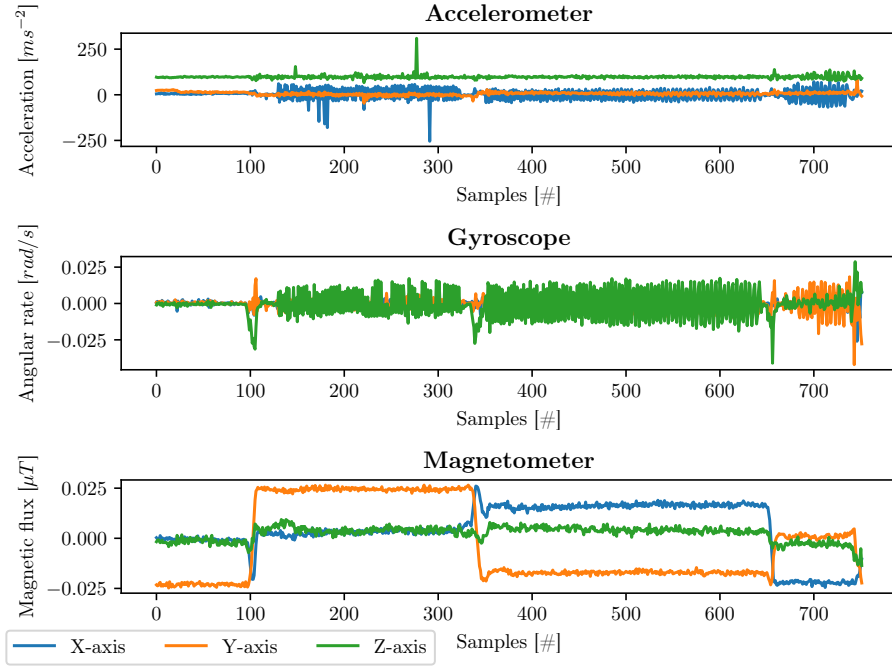 Accelerometer
Acceleration [ms⁻²]
250
0
−250
0 100 200 300 400 500 600 700
Samples [#]
Gyroscope
Angular rate [rad/s]
0.025
0.000
−0.025
0 100 200 300 400 500 600 700
Samples [#]
Magnetometer
Magnetic flux [μT]
0.025
0.000
−0.025
0 100 200 300 400 500 600 700
Samples [#]
X-axis Y-axis Z-axis